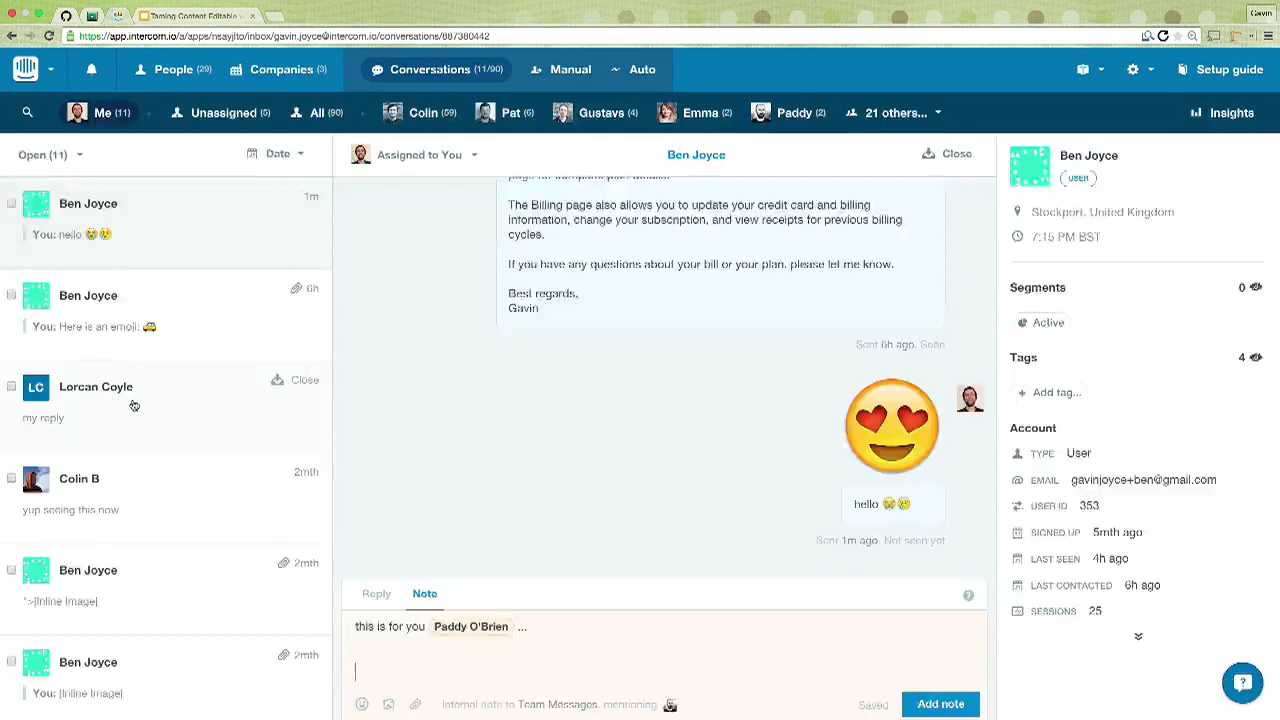 Taming Content Editable
Gavin
https://app.intercom.io/a/apps/nsayjlto/inbox/gavin.joyce@intercom.io/conversations/887380442
People (29)
Companies (3)
Conversations (11/90)
Manual
Auto
Setup guide
Me (11)
Unassigned (5)
All (90)
Colin (59)
Pat (6)
Gustavs (4)
Emma (2)
Paddy (2)
21 others...
Insights
Open (11)
Date
Assigned to You
Ben Joyce
Close
Ben Joyce
1m
You: hello 😭😢
Ben Joyce
6h
You: Here is an emoji: 🚕
LC
Lorcan Coyle
Close
my reply
Colin B
2mth
yup seeing this now
Ben Joyce
2mth
">[Inline Image]
Ben Joyce
2mth
You: [Inline Image]
The Billing page also allows you to update your credit card and billing
information, change your subscription, and view receipts for previous billing
cycles.
If you have any questions about your bill or your plan, please let me know.
Best regards,
Gavin
Sent 6h ago. Seen
hello 😭😢
Sent 1m ago. Not seen yet
Reply
Note
this is for you Paddy O'Brien ...
Internal note to Team Messages, mentioning
Saved
Add note
Ben Joyce
USER
Stockport, United Kingdom
7:15 PM BST
Segments
0
Active
Tags
4
+ Add tag...
Account
TYPE User
EMAIL gavinjoyce+ben@gmail.com
USER ID 353
SIGNED UP 5mth ago
LAST SEEN 4h ago
LAST CONTACTED 6h ago
SESSIONS 25